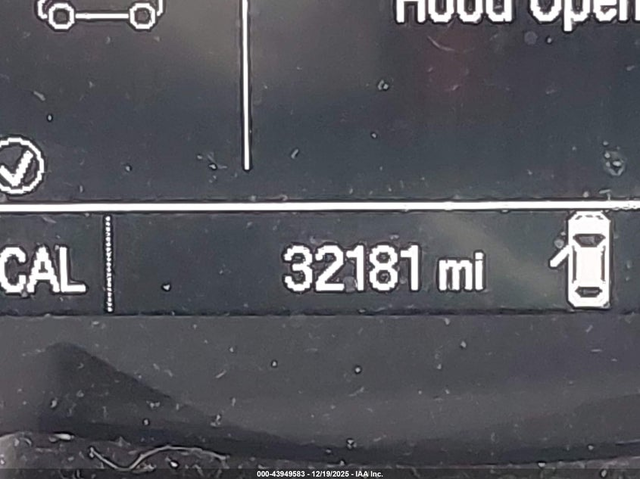 Hood Open
CAL
32181 mi
000-43949583 - 12/19/2025 - IAA Inc.